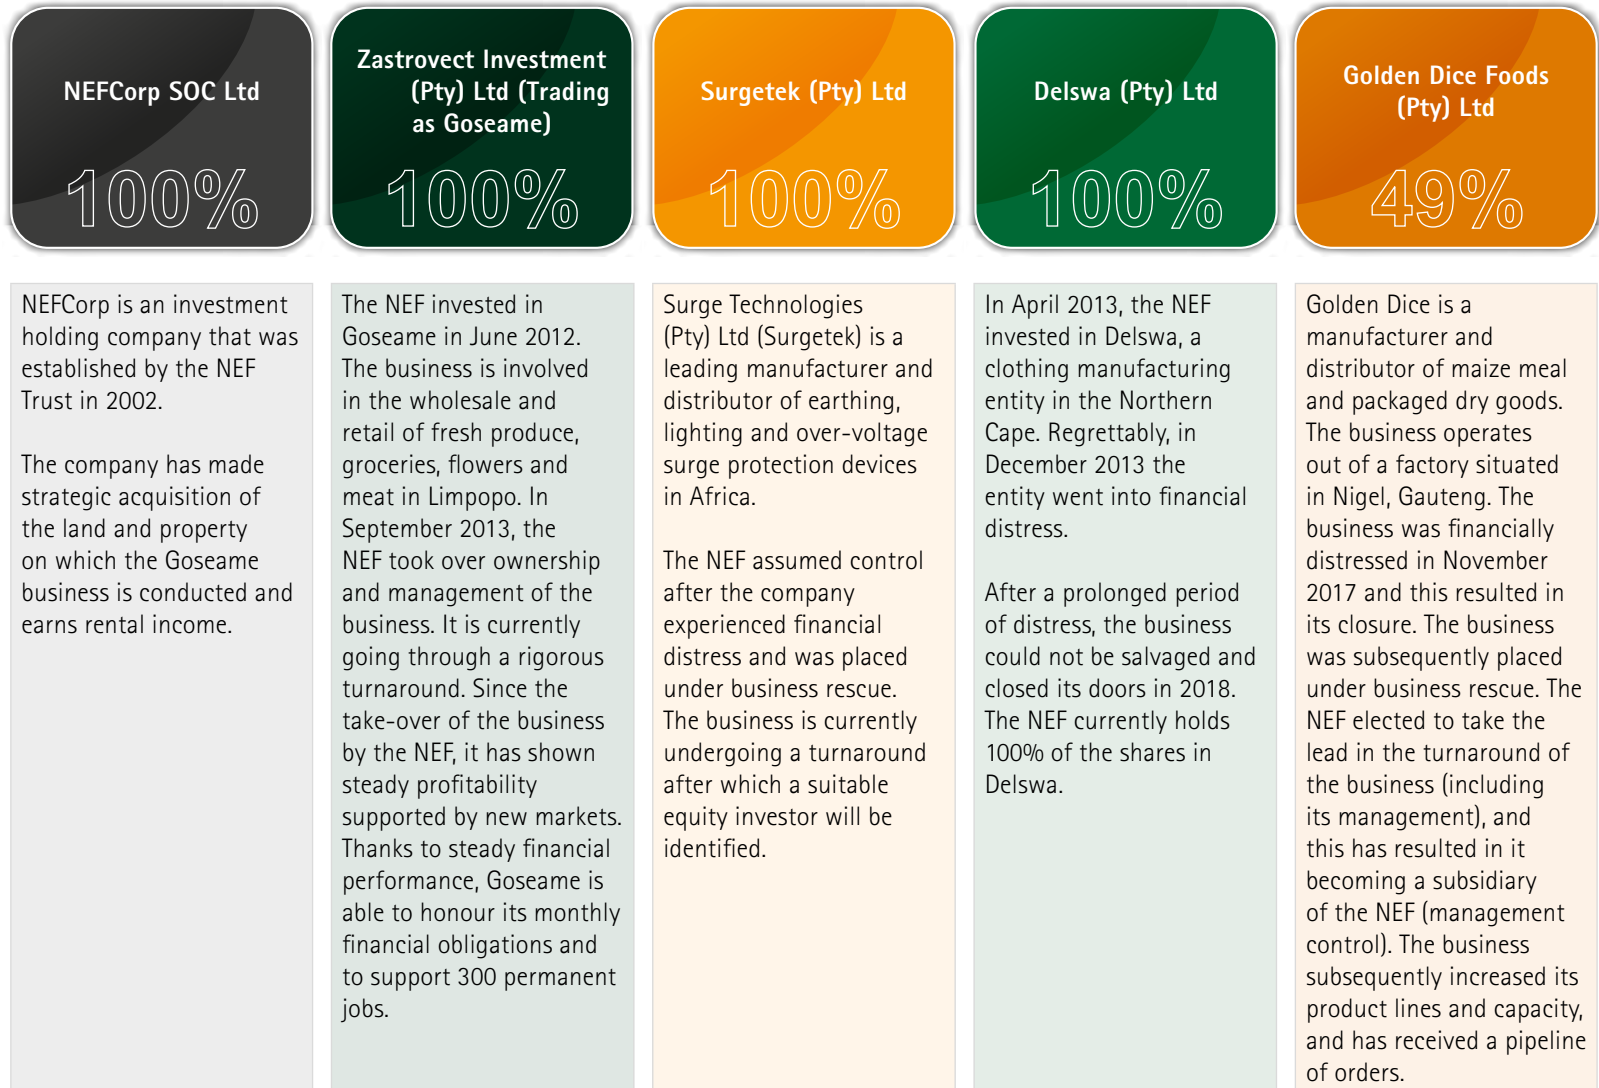 NEFCorp SOC Ltd
100%
Zastrovect Investment
(Pty) Ltd (Trading
as Goseame)
100%
Surgetek (Pty) Ltd
100%
Delswa (Pty) Ltd
100%
Golden Dice Foods
(Pty) Ltd
49%
NEFCorp is an investment
holding company that was
established by the NEF
Trust in 2002.
The company has made
strategic acquisition of
the land and property
on which the Goseame
business is conducted and
earns rental income.
The NEF invested in
Goseame in June 2012.
The business is involved
in the wholesale and
retail of fresh produce,
groceries, flowers and
meat in Limpopo. In
September 2013, the
NEF took over ownership
and management of the
business. It is currently
going through a rigorous
turnaround. Since the
take-over of the business
by the NEF, it has shown
steady profitability
supported by new markets.
Thanks to steady financial
performance, Goseame is
able to honour its monthly
financial obligations and
to support 300 permanent
jobs.
Surge Technologies
(Pty) Ltd (Surgetek) is a
leading manufacturer and
distributor of earthing,
lighting and over-voltage
surge protection devices
in Africa.
The NEF assumed control
after the company
experienced financial
distress and was placed
under business rescue.
The business is currently
undergoing a turnaround
after which a suitable
equity investor will be
identified.
In April 2013, the NEF
invested in Delswa, a
clothing manufacturing
entity in the Northern
Cape. Regrettably, in
December 2013 the
entity went into financial
distress.
After a prolonged period
of distress, the business
could not be salvaged and
closed its doors in 2018.
The NEF currently holds
100% of the shares in
Delswa.
Golden Dice is a
manufacturer and
distributor of maize meal
and packaged dry goods.
The business operates
out of a factory situated
in Nigel, Gauteng. The
business was financially
distressed in November
2017 and this resulted in
its closure. The business
was subsequently placed
under business rescue. The
NEF elected to take the
lead in the turnaround of
the business (including
its management), and
this has resulted in it
becoming a subsidiary
of the NEF (management
control). The business
subsequently increased its
product lines and capacity,
and has received a pipeline
of orders.